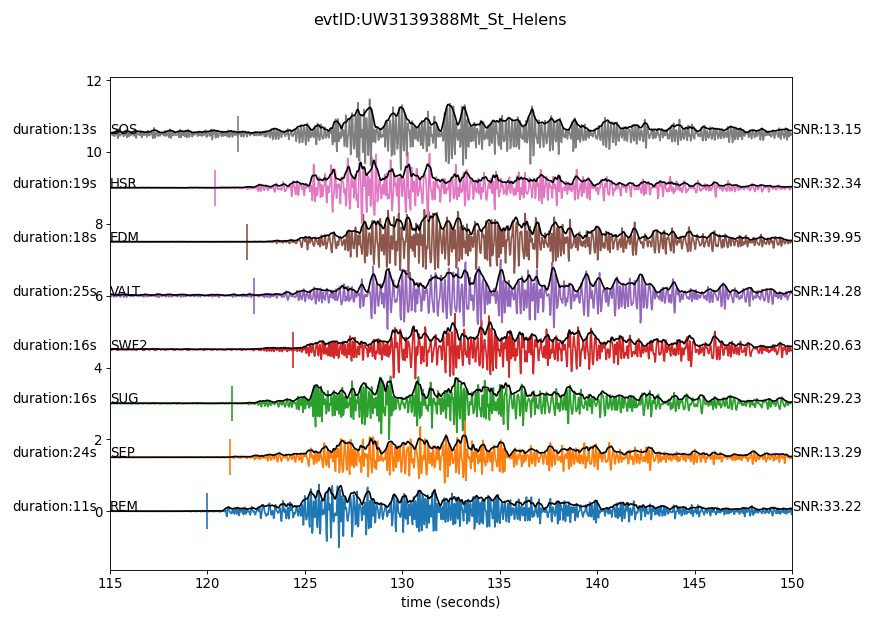 evtID:UW3139388Mt_St_Helens
12
duration:13s SOS SNR:13.15
10
duration:19s HSR SNR:32.34
8
duration:18s EDM SNR:39.95
duration:25s VALT SNR:14.28
6
duration:16s SWF2 SNR:20.63
4
duration:16s SUG SNR:29.23
2
duration:24s SEP SNR:13.29
duration:11s REM SNR:33.22
0
115 120 125 130 135 140 145 150
time (seconds)